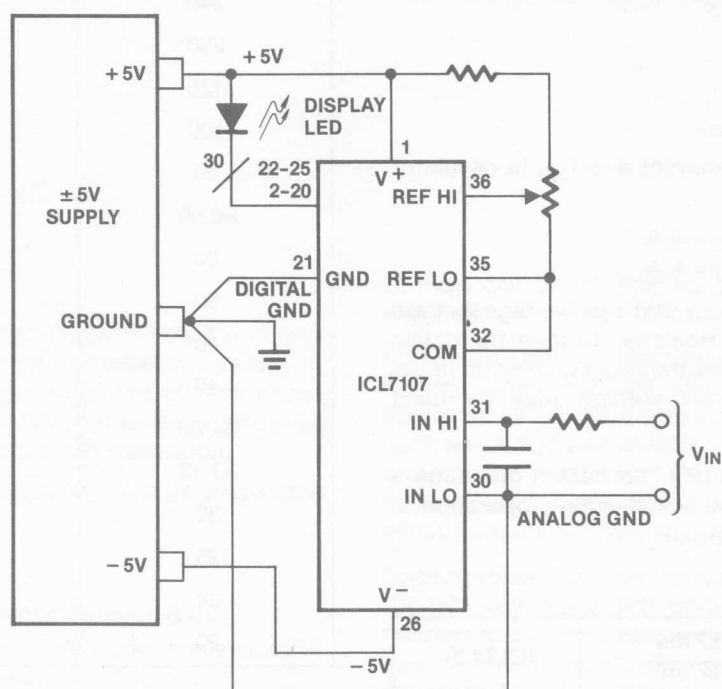 +5V
+5V
DISPLAY
LED
30
22–25
2–20
1
V+
REF HI
36
±5V
SUPPLY
21
GND
DIGITAL
GND
REF LO
35
GROUND
COM
32
ICL7107
IN HI
31
VIN
IN LO
30
ANALOG GND
−5V
V−
26
−5V